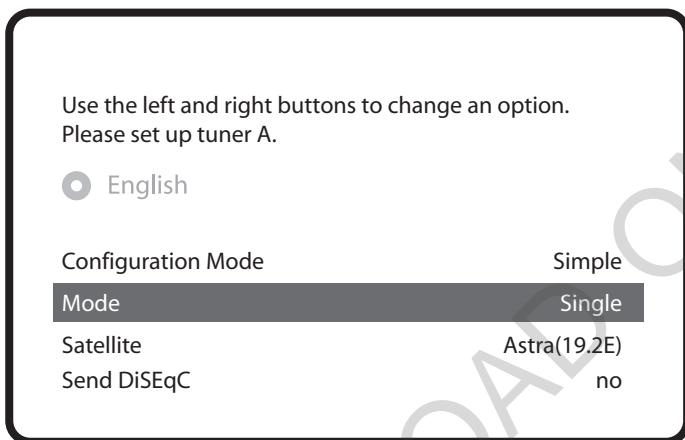 Use the left and right buttons to change an option.
Please set up tuner A.
English
Configuration Mode Simple
Mode Single
Satellite Astra(19.2E)
Send DiSEqC no